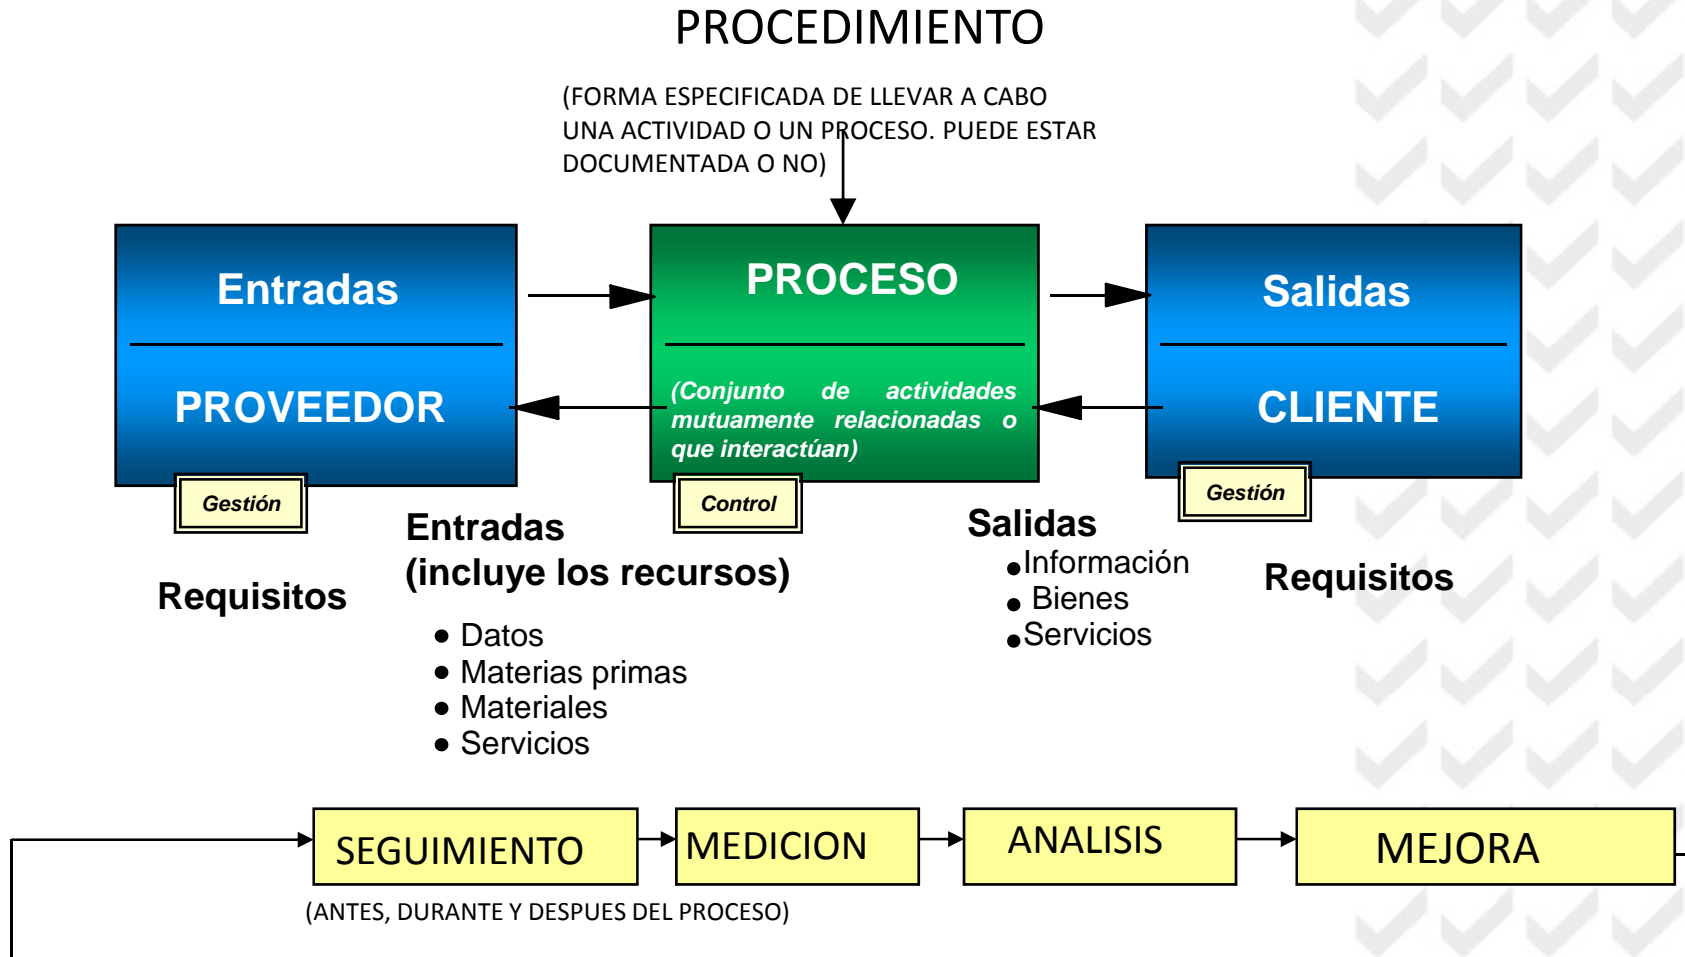 PROCEDIMIENTO
(FORMA ESPECIFICADA DE LLEVAR A CABO
UNA ACTIVIDAD O UN PROCESO. PUEDE ESTAR
DOCUMENTADA O NO)
Entradas
PROVEEDOR
Gestión
PROCESO
(Conjunto de actividades
mutuamente relacionadas o
que interactúan)
Control
Salidas
CLIENTE
Gestión
Requisitos
Entradas
(incluye los recursos)
● Datos
● Materias primas
● Materiales
● Servicios
Salidas
●Información
● Bienes
●Servicios
Requisitos
SEGUIMIENTO
MEDICION
ANALISIS
MEJORA
(ANTES, DURANTE Y DESPUES DEL PROCESO)